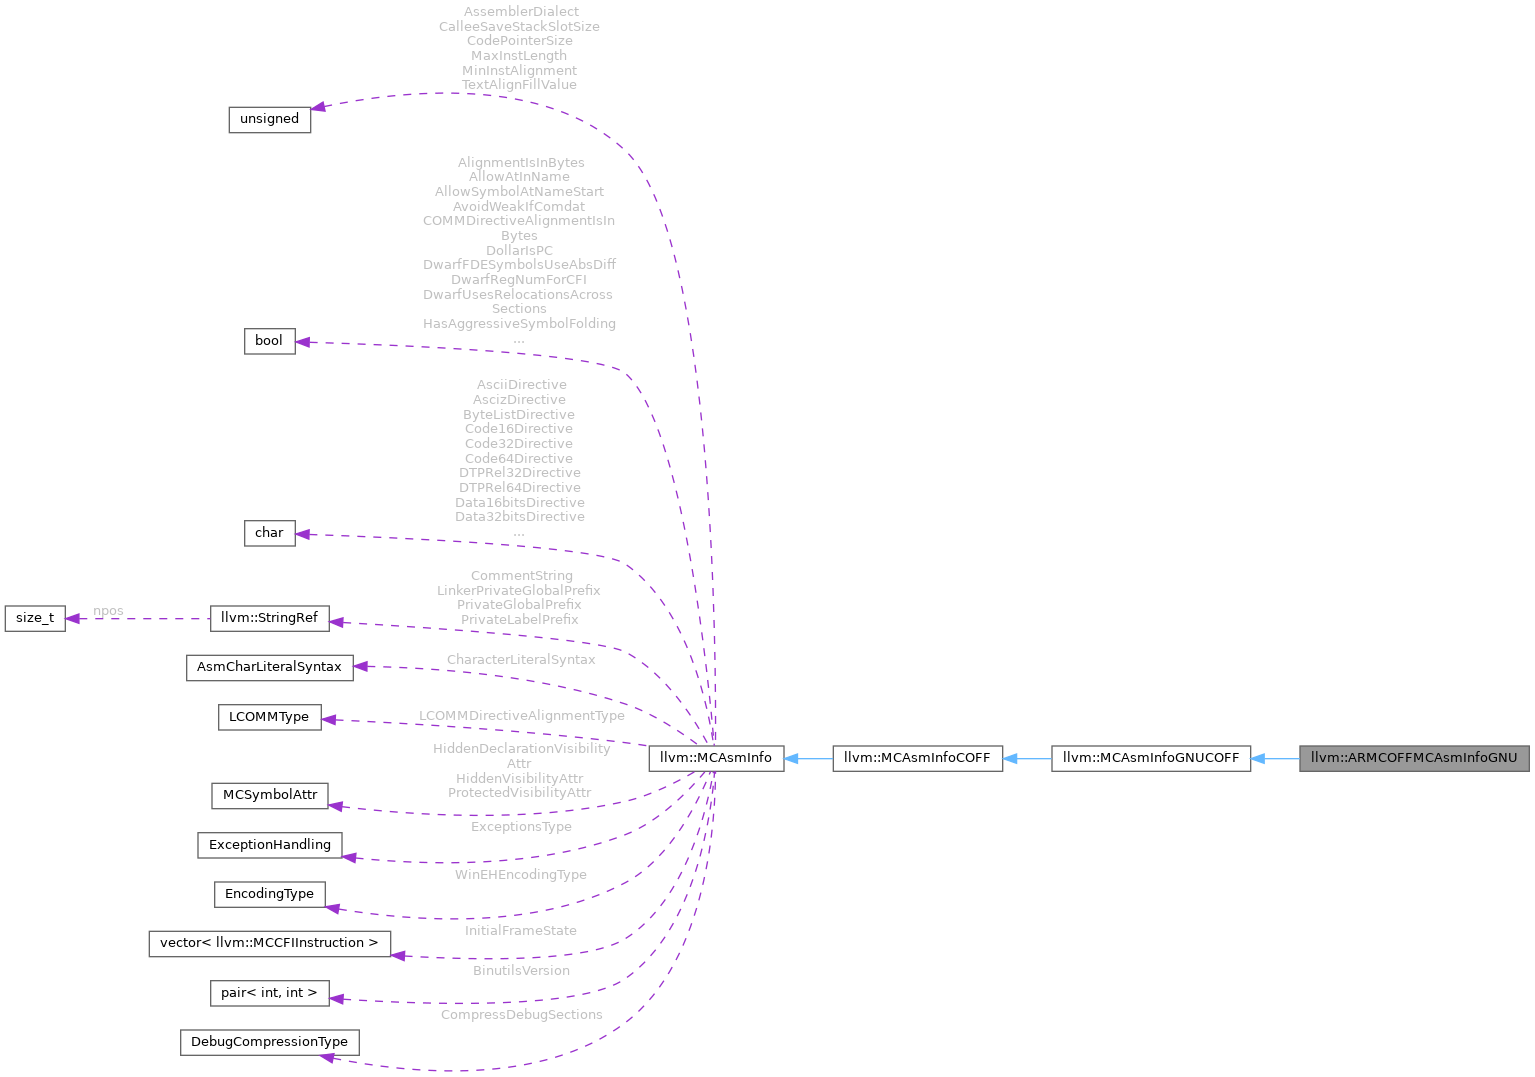 AssemblerDialect
CalleeSaveStackSlotSize
CodePointerSize
MaxInstLength
MinInstAlignment
TextAlignFillValue
unsigned
AlignmentIsInBytes
AllowAtInName
AllowSymbolAtNameStart
AvoidWeakIfComdat
COMMDirectiveAlignmentIsIn
Bytes
DollarIsPC
DwarfFDESymbolsUseAbsDiff
DwarfRegNumForCFI
DwarfUsesRelocationsAcross
Sections
HasAggressiveSymbolFolding
...
bool
AsciiDirective
AscizDirective
ByteListDirective
Code16Directive
Code32Directive
Code64Directive
DTPRel32Directive
DTPRel64Directive
Data16bitsDirective
Data32bitsDirective
...
char
CommentString
LinkerPrivateGlobalPrefix
PrivateGlobalPrefix
PrivateLabelPrefix
size_t
npos
llvm::StringRef
CharacterLiteralSyntax
AsmCharLiteralSyntax
LCOMMDirectiveAlignmentType
LCOMMType
HiddenDeclarationVisibility
Attr
HiddenVisibilityAttr
ProtectedVisibilityAttr
llvm::MCAsmInfo
llvm::MCAsmInfoCOFF
llvm::MCAsmInfoGNUCOFF
llvm::ARMCOFFMCAsmInfoGNU
MCSymbolAttr
ExceptionsType
ExceptionHandling
WinEHEncodingType
EncodingType
InitialFrameState
vector< llvm::MCCFIInstruction >
BinutilsVersion
pair< int, int >
CompressDebugSections
DebugCompressionType